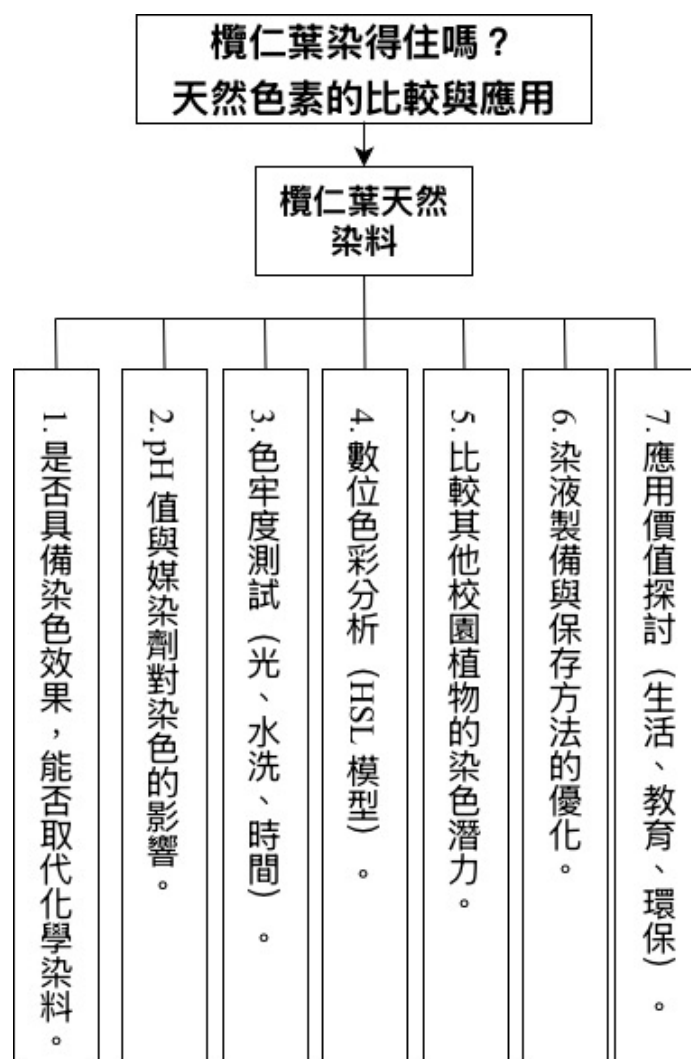 欖仁葉染得住嗎？
天然色素的比較與應用
欖仁葉天然
染料
1. 是否具備染色效果，能否取代化學染料。
2. pH 值與媒染劑對染色的影響。
3. 色牢度測試（光、水洗、時間）。
4. 數位色彩分析（HSL 模型）。
5. 比較其他校園植物的染色潛力。
6. 染液製備與保存方法的優化。
7. 應用價值探討（生活、教育、環保）。